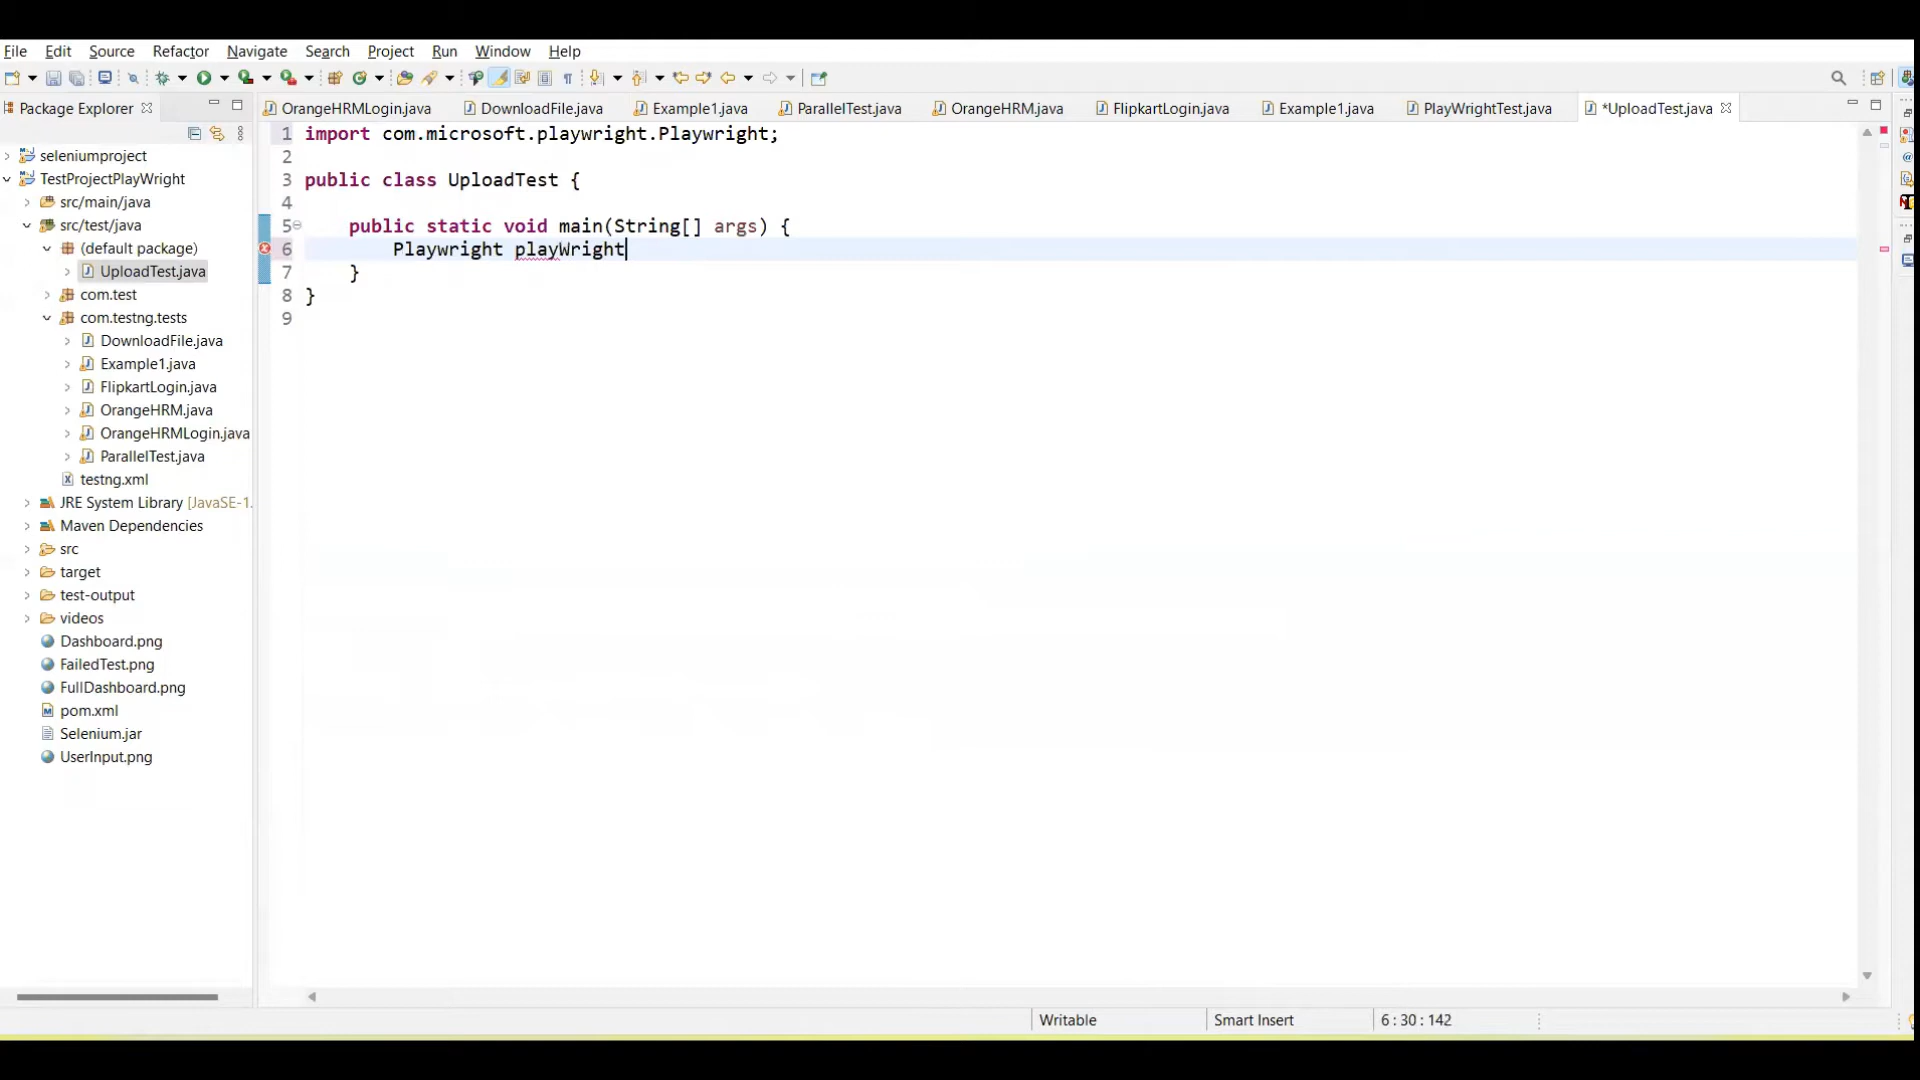 File Edit Source Refactor Navigate Search Project Run Window Help
Package Explorer
OrangeHRMLogin.java DownloadFile.java Example1.java ParallelTest.java OrangeHRM.java FlipkartLogin.java Example1.java PlayWrightTest.java *UploadTest.java
seleniumproject
TestProjectPlayWright
src/main/java
src/test/java
(default package)
UploadTest.java
com.test
com.testng.tests
DownloadFile.java
Example1.java
FlipkartLogin.java
OrangeHRM.java
OrangeHRMLogin.java
ParallelTest.java
testng.xml
JRE System Library [JavaSE-1.
Maven Dependencies
src
target
test-output
videos
Dashboard.png
FailedTest.png
FullDashboard.png
pom.xml
Selenium.jar
UserInput.png
1 import com.microsoft.playwright.Playwright;
2
3 public class UploadTest {
4
5 public static void main(String[] args) {
6 Playwright playWright
7 }
8 }
9
Writable Smart Insert 6 : 30 : 142